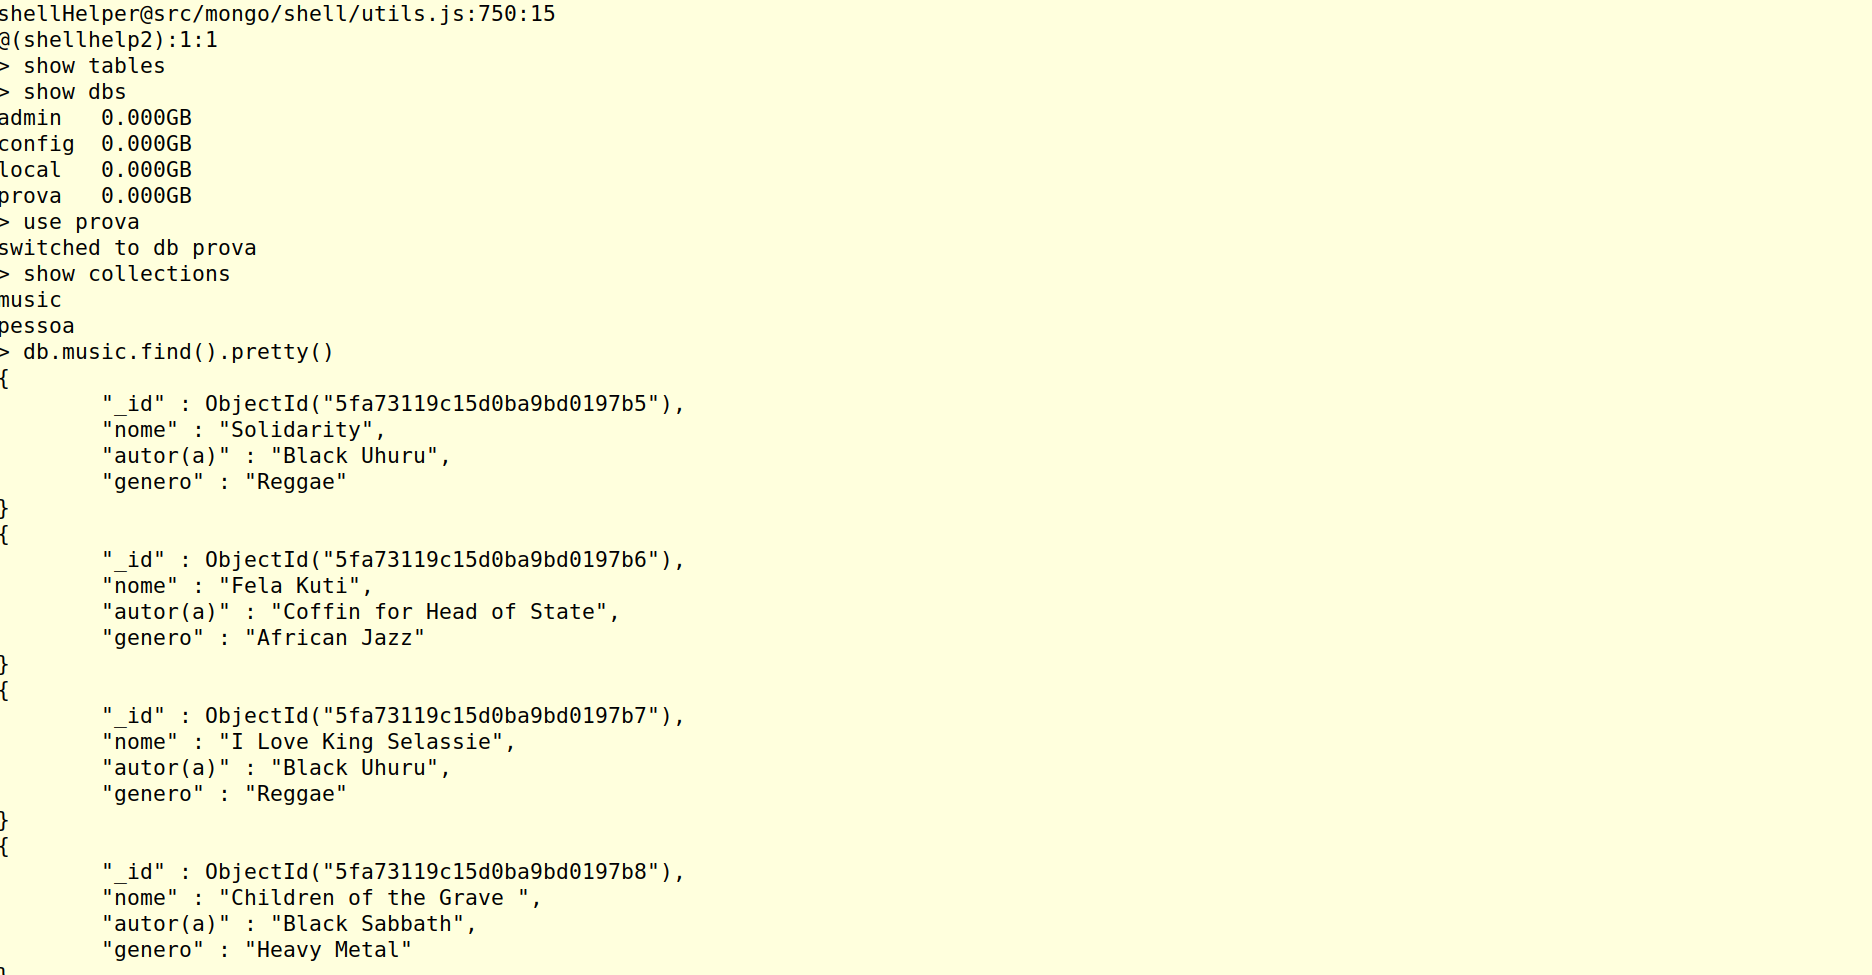 shellHelper@src/mongo/shell/utils.js:750:15
@(shellhelp2):1:1
> show tables
> show dbs
admin   0.000GB
config  0.000GB
local   0.000GB
prova   0.000GB
> use prova
switched to db prova
> show collections
music
pessoa
> db.music.find().pretty()
{
        "_id" : ObjectId("5fa73119c15d0ba9bd0197b5"),
        "nome" : "Solidarity",
        "autor(a)" : "Black Uhuru",
        "genero" : "Reggae"
}
{
        "_id" : ObjectId("5fa73119c15d0ba9bd0197b6"),
        "nome" : "Fela Kuti",
        "autor(a)" : "Coffin for Head of State",
        "genero" : "African Jazz"
}
{
        "_id" : ObjectId("5fa73119c15d0ba9bd0197b7"),
        "nome" : "I Love King Selassie",
        "autor(a)" : "Black Uhuru",
        "genero" : "Reggae"
}
{
        "_id" : ObjectId("5fa73119c15d0ba9bd0197b8"),
        "nome" : "Children of the Grave ",
        "autor(a)" : "Black Sabbath",
        "genero" : "Heavy Metal"
}